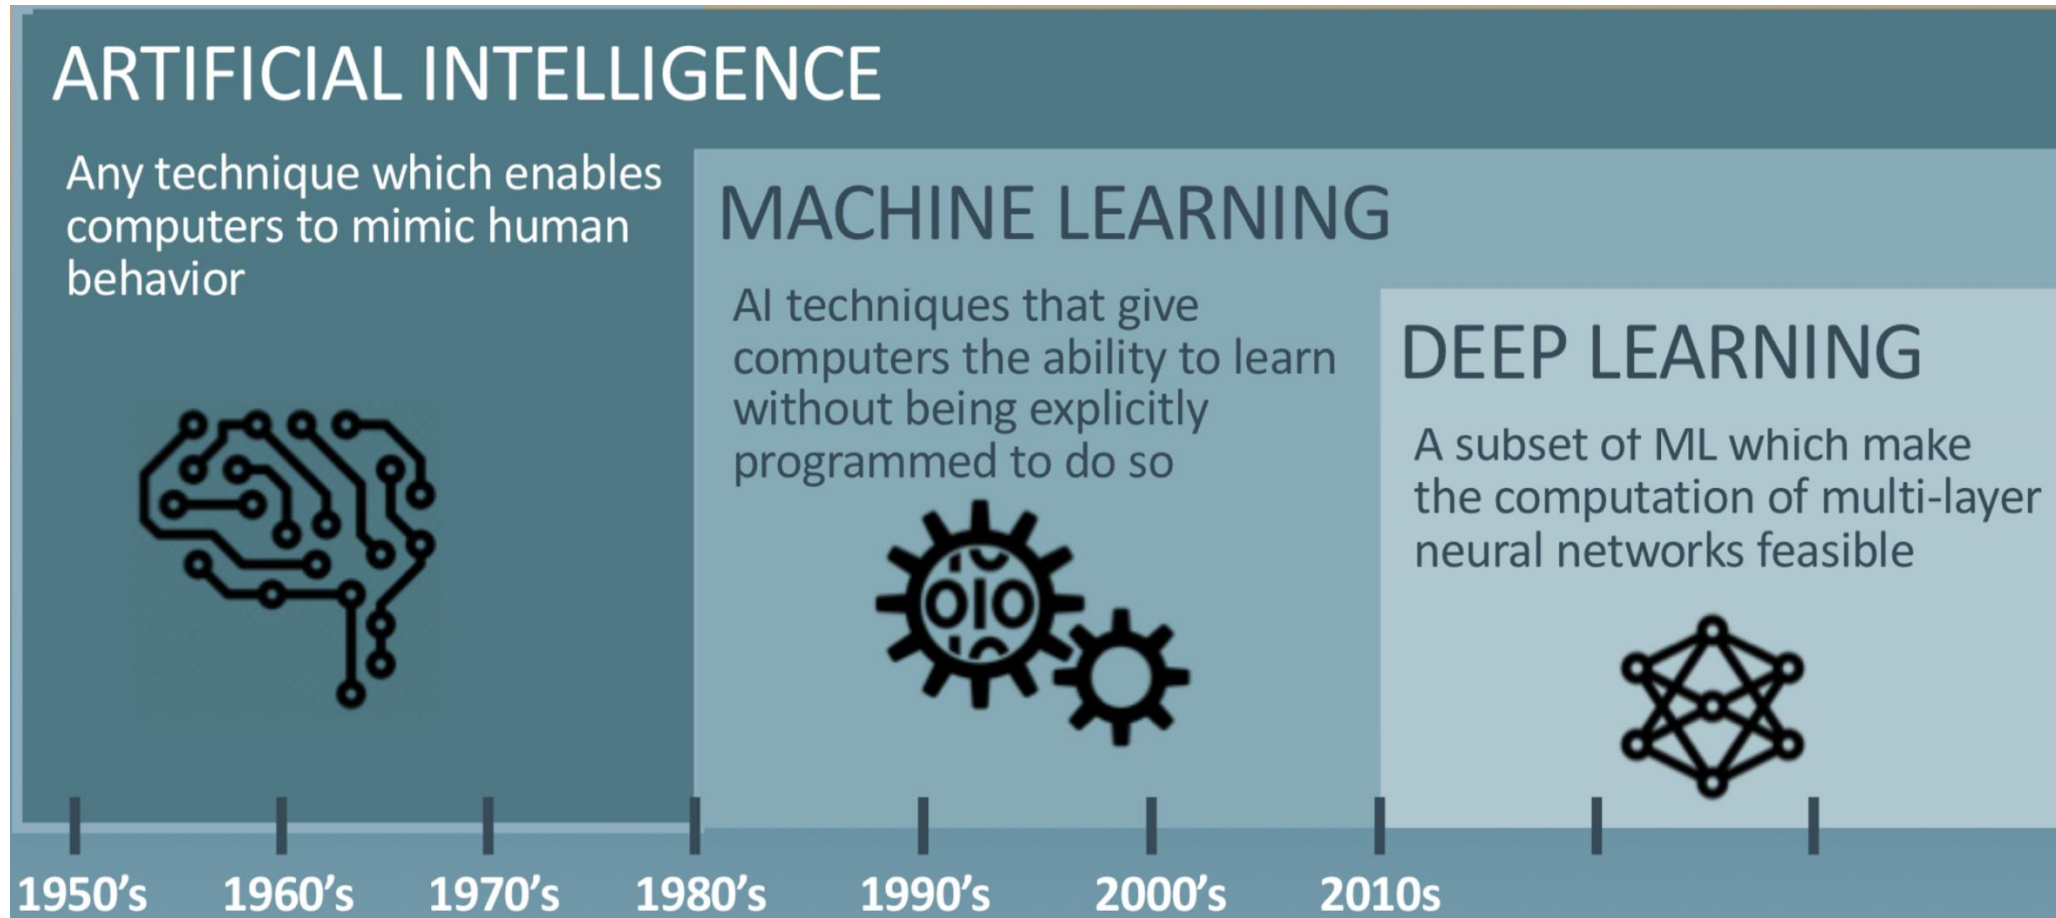 ARTIFICIAL INTELLIGENCE
Any technique which enables
computers to mimic human
behavior
MACHINE LEARNING
AI techniques that give
computers the ability to learn
without being explicitly
programmed to do so
DEEP LEARNING
A subset of ML which make
the computation of multi-layer
neural networks feasible
1950's 1960's 1970's 1980's 1990's 2000's 2010s